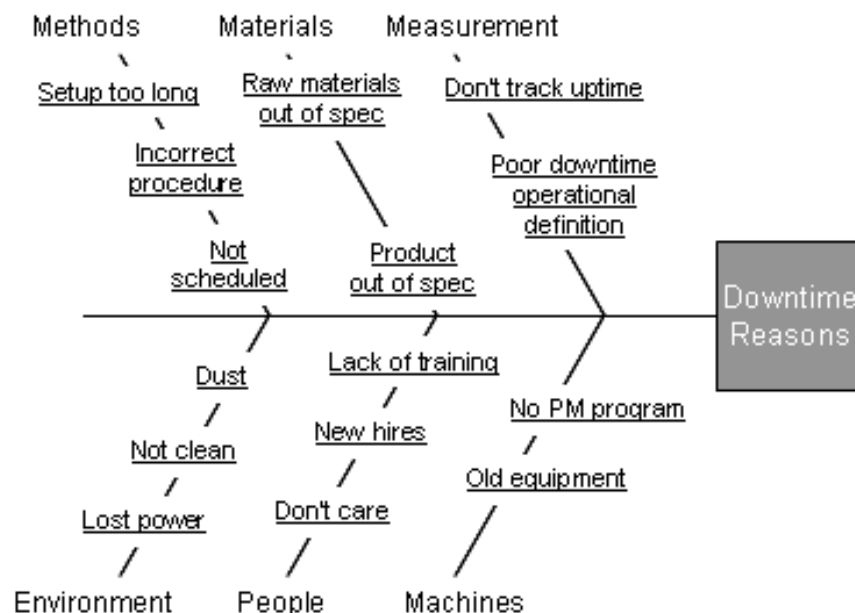 Methods
Materials
Measurement
Setup too long
Raw materials
out of spec
Don't track uptime
Incorrect
procedure
Poor downtime
operational
definition
Not
scheduled
Product
out of spec
Downtime
Reasons
Dust
Lack of training
No PM program
Not clean
New hires
Old equipment
Lost power
Don't care
Environment
People
Machines